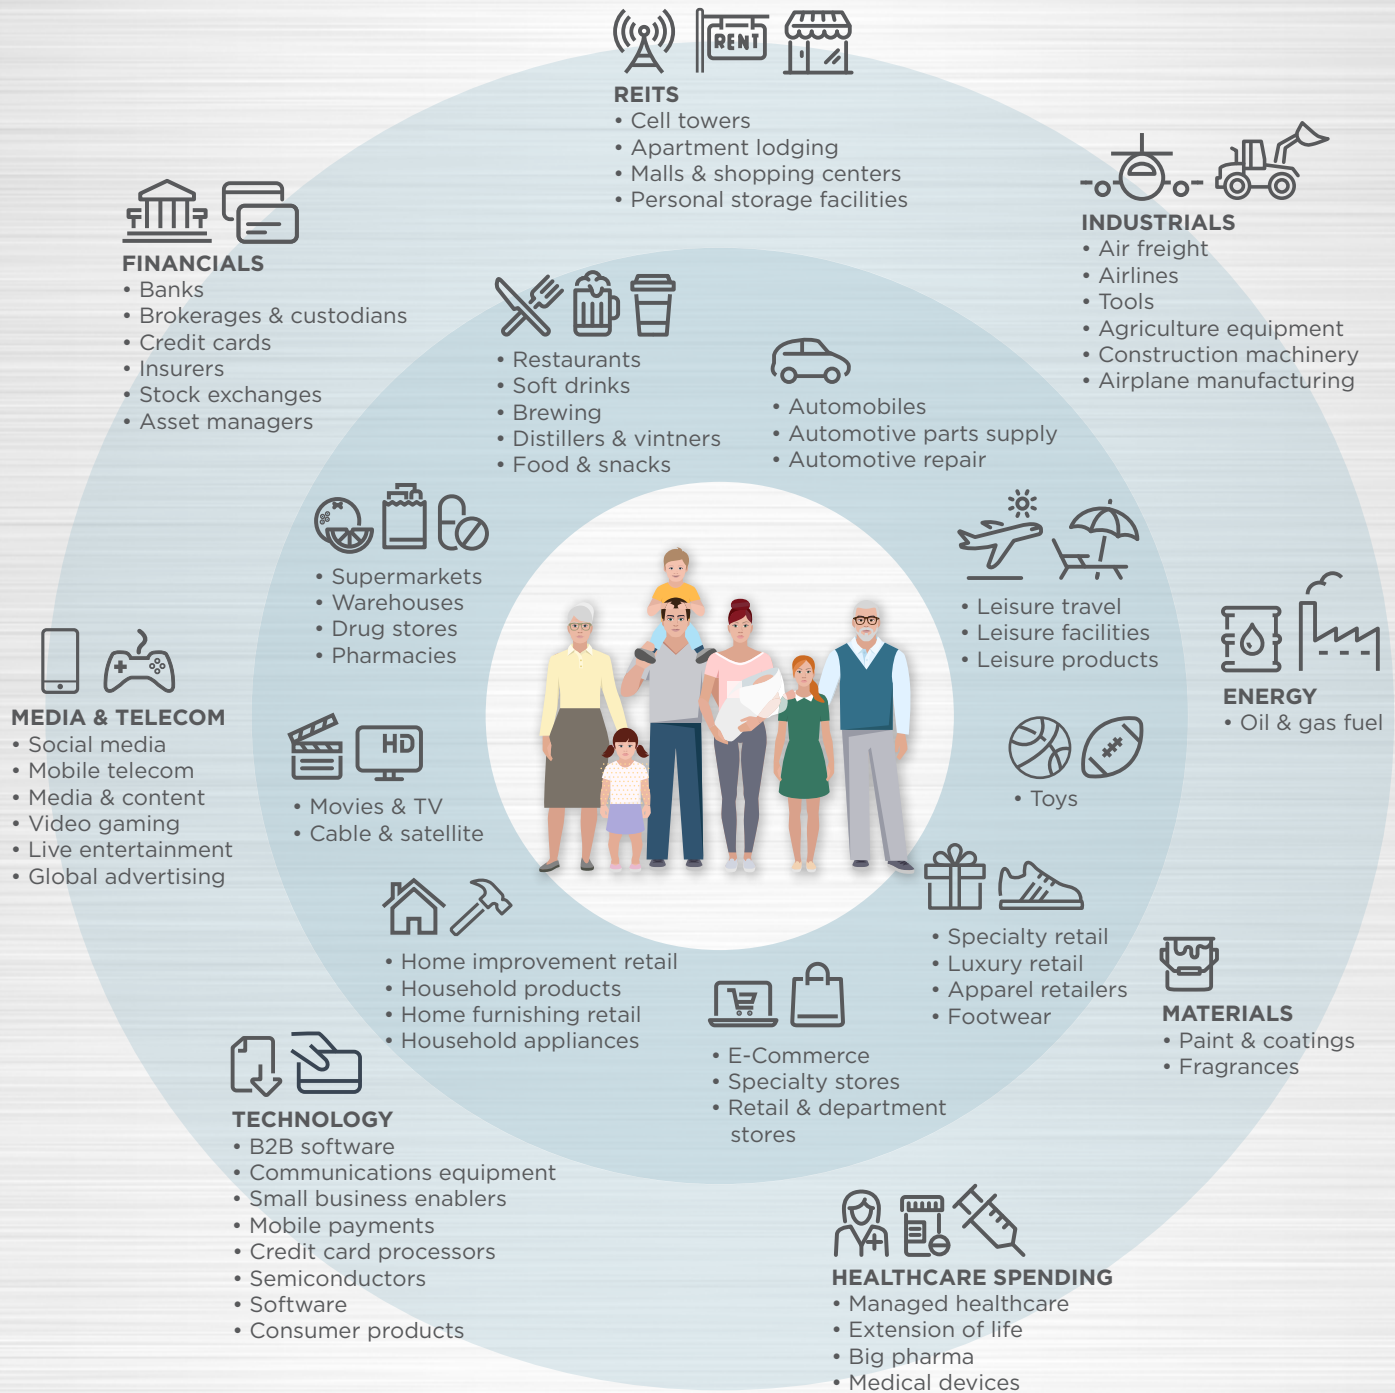 RENT
REITS
• Cell towers
• Apartment lodging
• Malls & shopping centers
• Personal storage facilities
INDUSTRIALS
• Air freight
• Airlines
• Tools
• Agriculture equipment
• Construction machinery
• Airplane manufacturing
FINANCIALS
• Banks
• Brokerages & custodians
• Credit cards
• Insurers
• Stock exchanges
• Asset managers
• Restaurants
• Soft drinks
• Brewing
• Distillers & vintners
• Food & snacks
• Automobiles
• Automotive parts supply
• Automotive repair
• Supermarkets
• Warehouses
• Drug stores
• Pharmacies
• Leisure travel
• Leisure facilities
• Leisure products
ENERGY
• Oil & gas fuel
MEDIA & TELECOM
• Social media
• Mobile telecom
• Media & content
• Video gaming
• Live entertainment
• Global advertising
HD
• Movies & TV
• Cable & satellite
• Toys
• Home improvement retail
• Household products
• Home furnishing retail
• Household appliances
• Specialty retail
• Luxury retail
• Apparel retailers
• Footwear
MATERIALS
• Paint & coatings
• Fragrances
• E-Commerce
• Specialty stores
• Retail & department
stores
TECHNOLOGY
• B2B software
• Communications equipment
• Small business enablers
• Mobile payments
• Credit card processors
• Semiconductors
• Software
• Consumer products
HEALTHCARE SPENDING
• Managed healthcare
• Extension of life
• Big pharma
• Medical devices